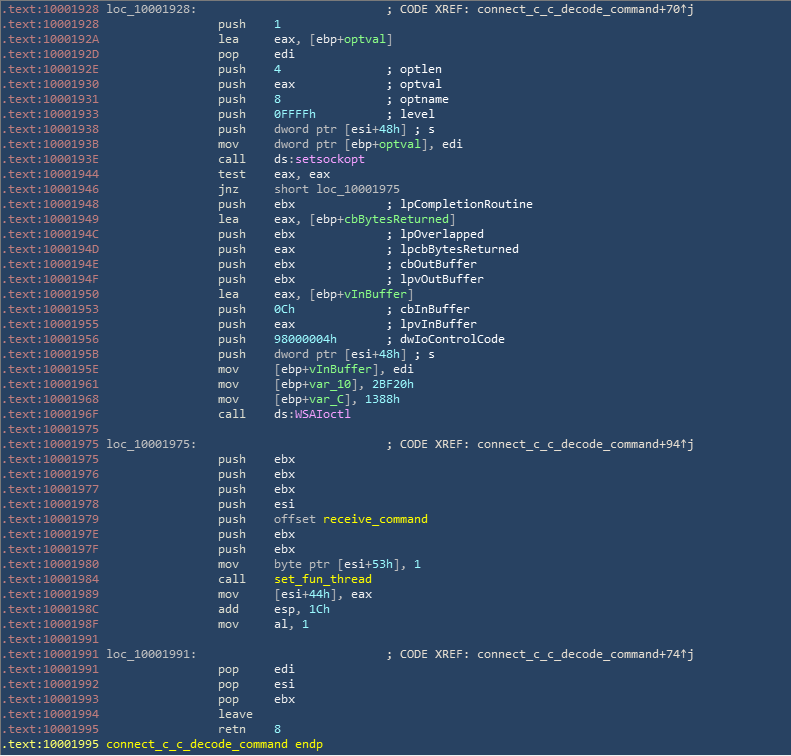 .text:10001928 loc_10001928: ; CODE XREF: connect_c_c_decode_command+70↑j
.text:10001928 push 1
.text:1000192A lea eax, [ebp+optval]
.text:1000192D pop edi
.text:1000192E push 4 ; optlen
.text:10001930 push eax ; optval
.text:10001931 push 8 ; optname
.text:10001933 push 0FFFFh ; level
.text:10001938 push dword ptr [esi+48h] ; s
.text:1000193B mov dword ptr [ebp+optval], edi
.text:1000193E call ds:setsockopt
.text:10001944 test eax, eax
.text:10001946 jnz short loc_10001975
.text:10001948 push ebx ; lpCompletionRoutine
.text:10001949 lea eax, [ebp+cbBytesReturned]
.text:1000194C push ebx ; lpOverlapped
.text:1000194D push eax ; lpcbBytesReturned
.text:1000194E push ebx ; cbOutBuffer
.text:1000194F push ebx ; lpvOutBuffer
.text:10001950 lea eax, [ebp+vInBuffer]
.text:10001953 push 0Ch ; cbInBuffer
.text:10001955 push eax ; lpvInBuffer
.text:10001956 push 98000004h ; dwIoControlCode
.text:1000195B push dword ptr [esi+48h] ; s
.text:1000195E mov [ebp+vInBuffer], edi
.text:10001961 mov [ebp+var_10], 2BF20h
.text:10001968 mov [ebp+var_C], 1388h
.text:1000196F call ds:WSAIoctl
.text:10001975
.text:10001975 loc_10001975: ; CODE XREF: connect_c_c_decode_command+94↑j
.text:10001975 push ebx
.text:10001976 push ebx
.text:10001977 push ebx
.text:10001978 push esi
.text:10001979 push offset receive_command
.text:1000197E push ebx
.text:1000197F push ebx
.text:10001980 mov byte ptr [esi+53h], 1
.text:10001984 call set_fun_thread
.text:10001989 mov [esi+44h], eax
.text:1000198C add esp, 1Ch
.text:1000198F mov al, 1
.text:10001991
.text:10001991 loc_10001991: ; CODE XREF: connect_c_c_decode_command+74↑j
.text:10001991 pop edi
.text:10001992 pop esi
.text:10001993 pop ebx
.text:10001994 leave
.text:10001995 retn 8
.text:10001995 connect_c_c_decode_command endp